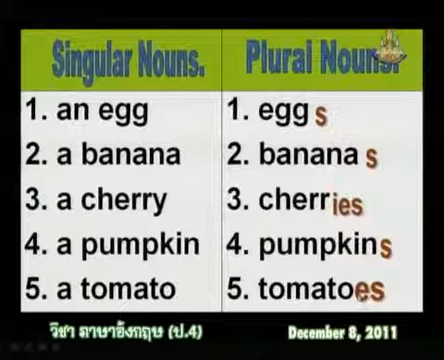 Singular Nouns. Plural Nouns.
1. an egg 1. eggs
2. a banana 2. bananas
3. a cherry 3. cherries
4. a pumpkin 4. pumpkins
5. a tomato 5. tomatoes
วิชา ภาษาอังกฤษ (ป.4) December 8, 2011